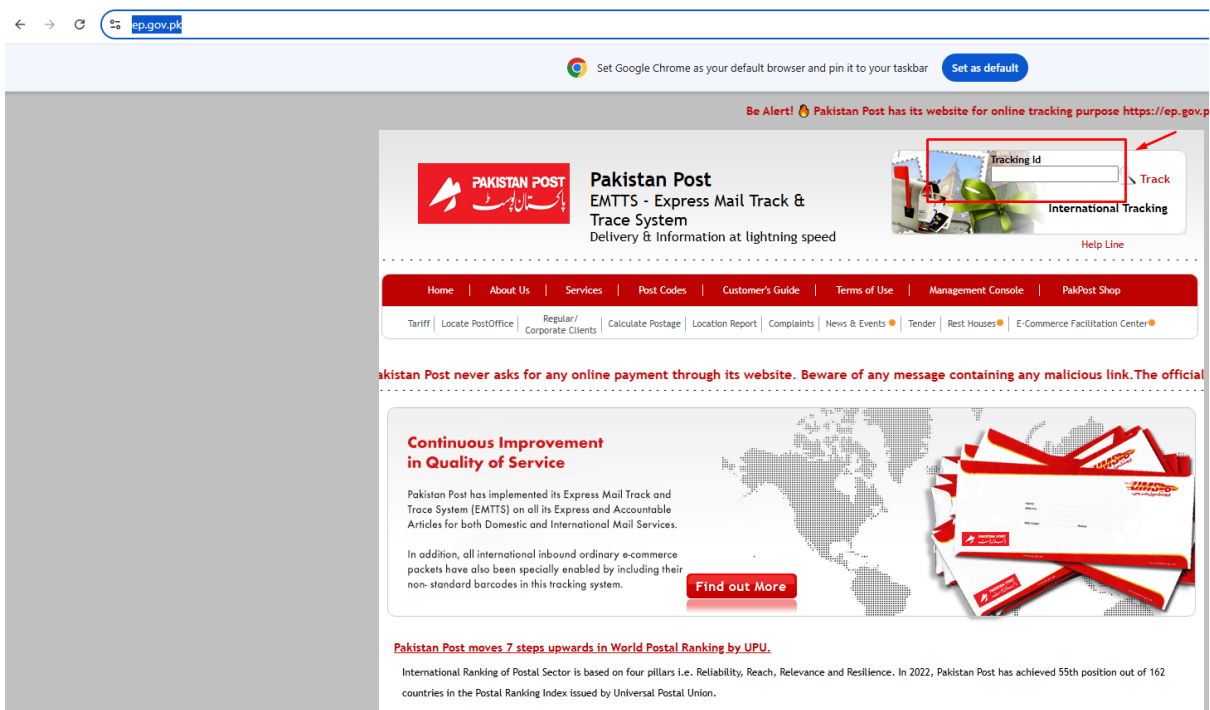 ep.gov.pk
Set Google Chrome as your default browser and pin it to your taskbar Set as default
Be Alert! 🔥 Pakistan Post has its website for online tracking purpose https://ep.gov.p
PAKISTAN POST
پاکستان پوسٹ
Pakistan Post
EMTTS - Express Mail Track &
Trace System
Delivery & Information at lightning speed
Tracking Id
Track
International Tracking
Help Line
Home | About Us | Services | Post Codes | Customer's Guide | Terms of Use | Management Console | PakPost Shop
Tariff | Locate PostOffice | Regular/ Corporate Clients | Calculate Postage | Location Report | Complaints | News & Events | Tender | Rest Houses | E-Commerce Facilitation Center
akistan Post never asks for any online payment through its website. Beware of any message containing any malicious link.The official
Continuous Improvement
in Quality of Service
Pakistan Post has implemented its Express Mail Track and
Trace System (EMTTS) on all its Express and Accountable
Articles for both Domestic and International Mail Services.
In addition, all international inbound ordinary e-commerce
packets have also been specially enabled by including their
non- standard barcodes in this tracking system.
Find out More
UMS
PAKISTAN POST
Pakistan Post moves 7 steps upwards in World Postal Ranking by UPU.
International Ranking of Postal Sector is based on four pillars i.e. Reliability, Reach, Relevance and Resilience. In 2022, Pakistan Post has achieved 55th position out of 162
countries in the Postal Ranking Index issued by Universal Postal Union.